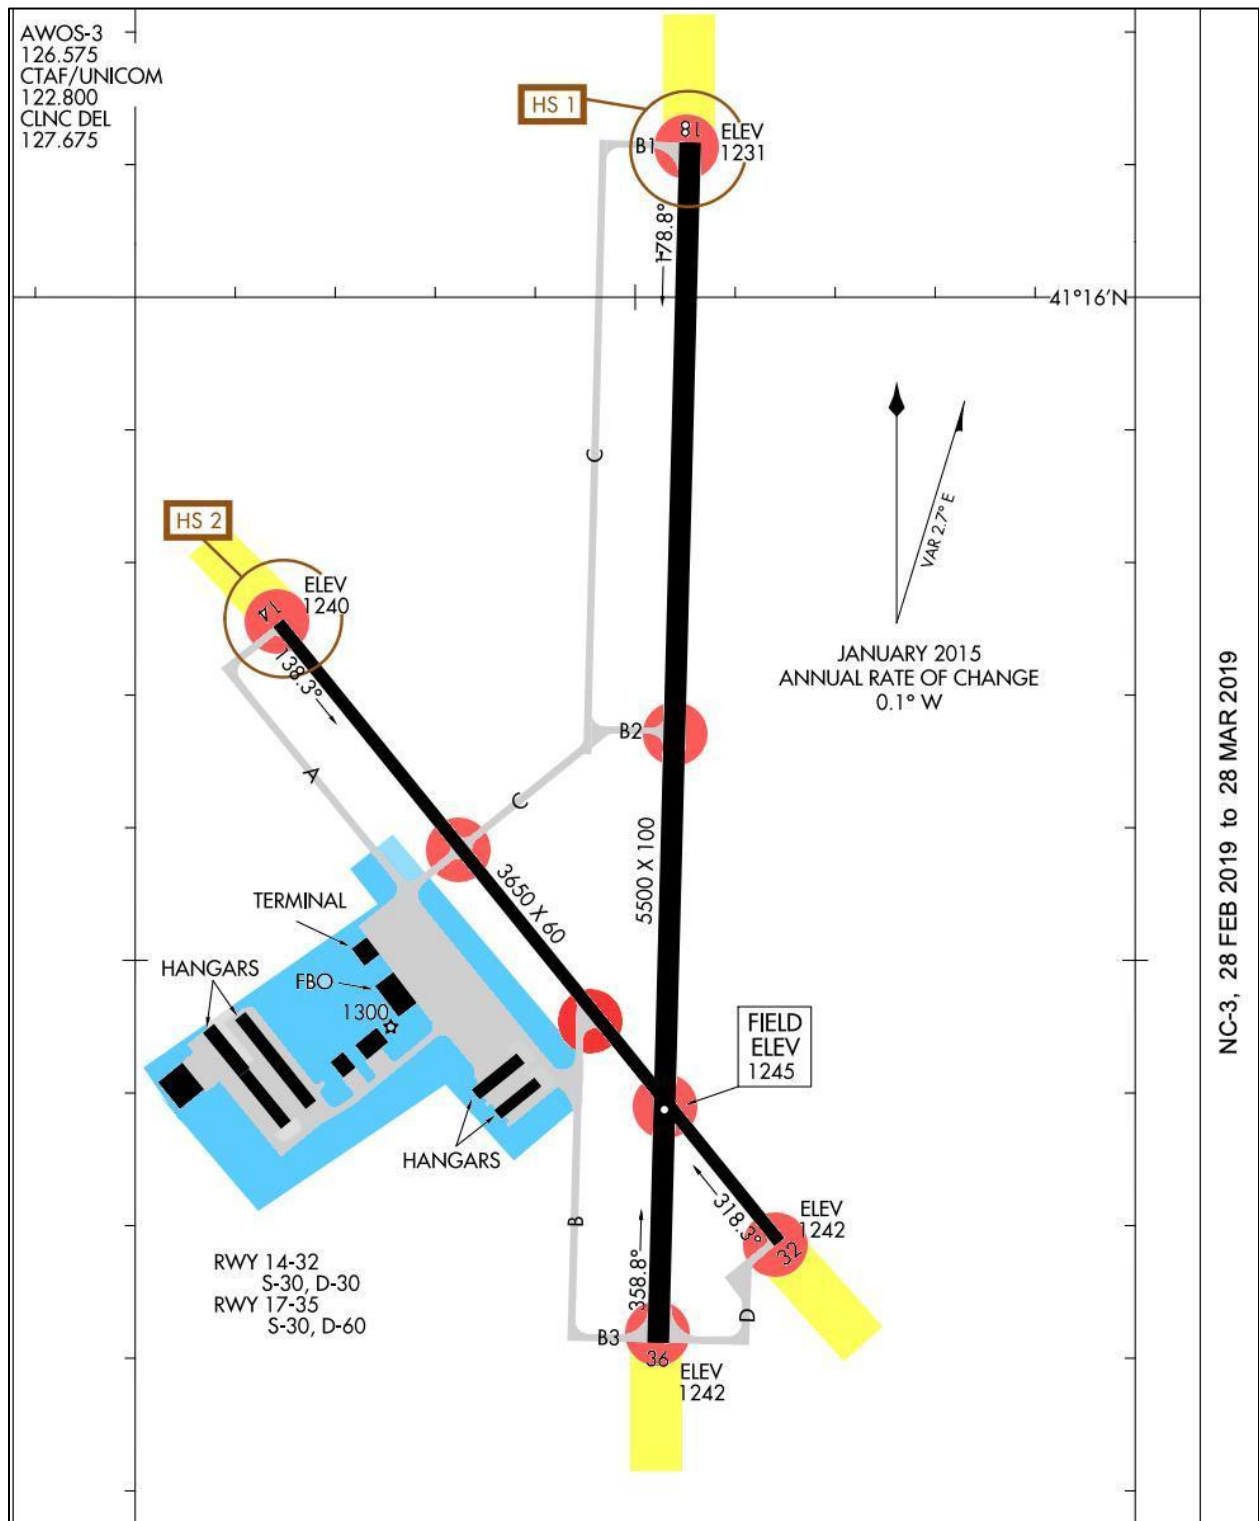 AWOS-3
126.575
CTAF/UNICOM
122.800
CLNC DEL
127.675
HS 1
18
ELEV
1231
B1
178.8°
41°16'N
C
VAR 2.7° E
JANUARY 2015
ANNUAL RATE OF CHANGE
0.1° W
HS 2
ELEV
1240
14
138.3°
A
B2
C
5500 X 100
3650 X 60
TERMINAL
HANGARS
FBO
1300
FIELD
ELEV
1245
HANGARS
318.3°
ELEV
1242
32
B
358.8°
D
B3
36
ELEV
1242
RWY 14-32
S-30, D-30
RWY 17-35
S-30, D-60
NC-3, 28 FEB 2019 to 28 MAR 2019